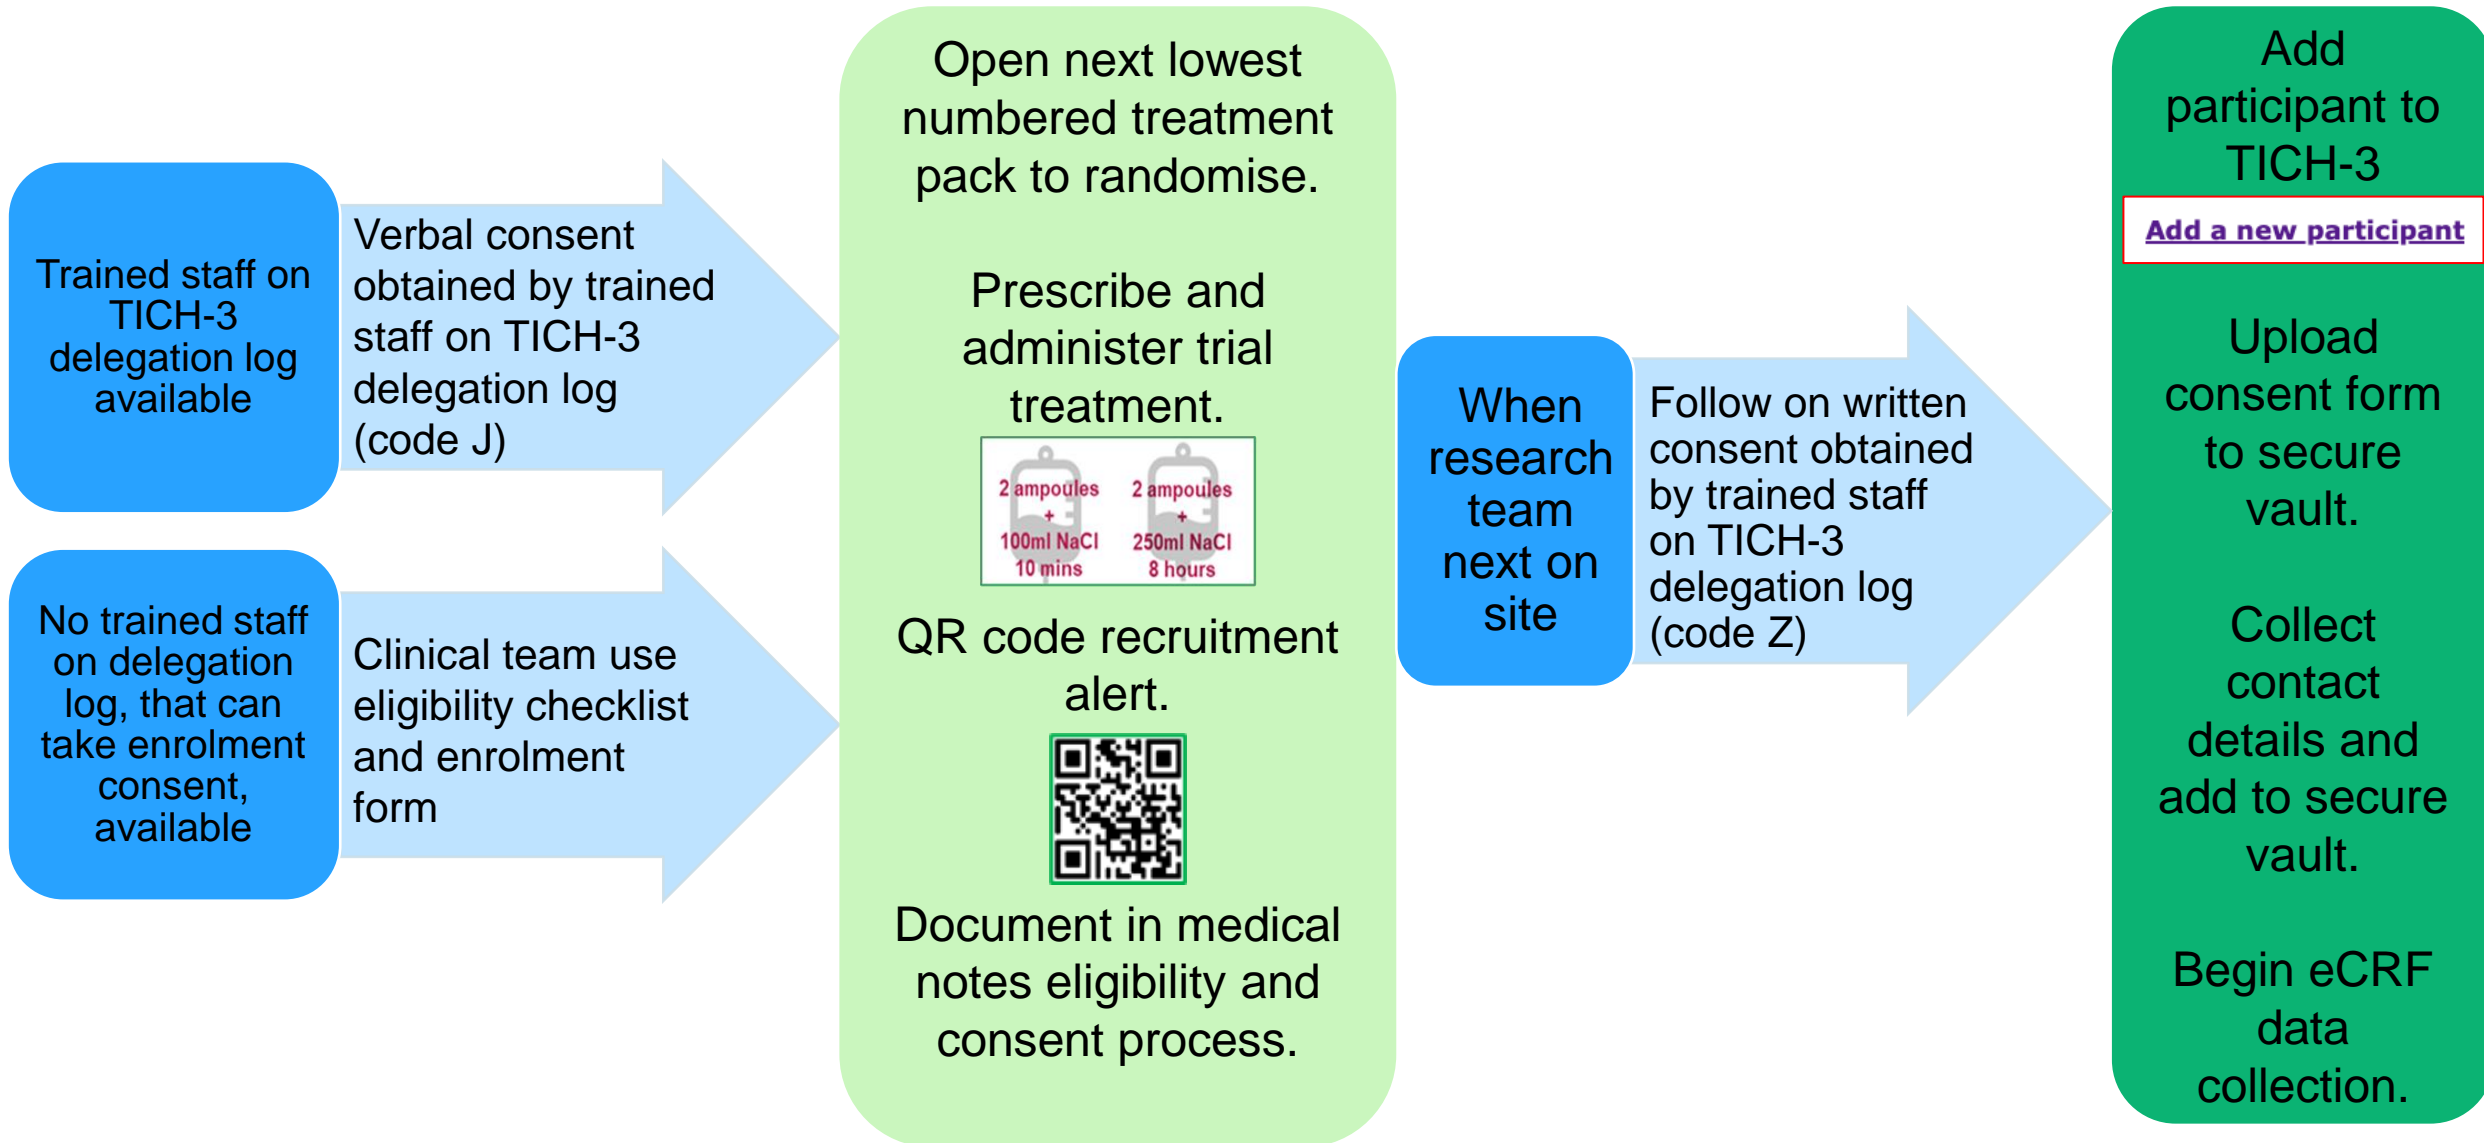 Trained staff on
TICH-3
delegation log
available
Verbal consent
obtained by trained
staff on TICH-3
delegation log
(code J)
No trained staff
on delegation
log, that can
take enrolment
consent,
available
Clinical team use
eligibility checklist
and enrolment
form
Open next lowest
numbered treatment
pack to randomise.
Prescribe and
administer trial
treatment.
2 ampoules
+
100ml NaCl
10 mins
2 ampoules
+
250ml NaCl
8 hours
QR code recruitment
alert.
Document in medical
notes eligibility and
consent process.
When
research
team
next on
site
Follow on written
consent obtained
by trained staff
on TICH-3
delegation log
(code Z)
Add
participant to
TICH-3
Add a new participant
Upload
consent form
to secure
vault.
Collect
contact
details and
add to secure
vault.
Begin eCRF
data
collection.